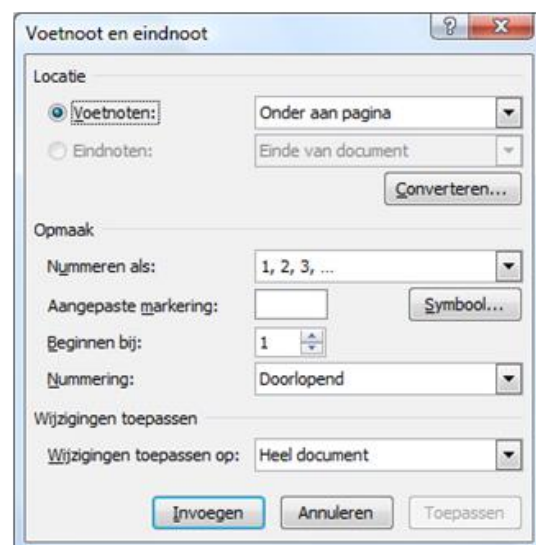 Voetnoot en eindnoot
Locatie
Voetnoten: Onder aan pagina
Eindnoten: Einde van document
Converteren...
Opmaak
Nummeren als: 1, 2, 3, ...
Aangepaste markering: Symbool...
Beginnen bij: 1
Nummering: Doorlopend
Wijzigingen toepassen
Wijzigingen toepassen op: Heel document
Invoegen Annuleren Toepassen